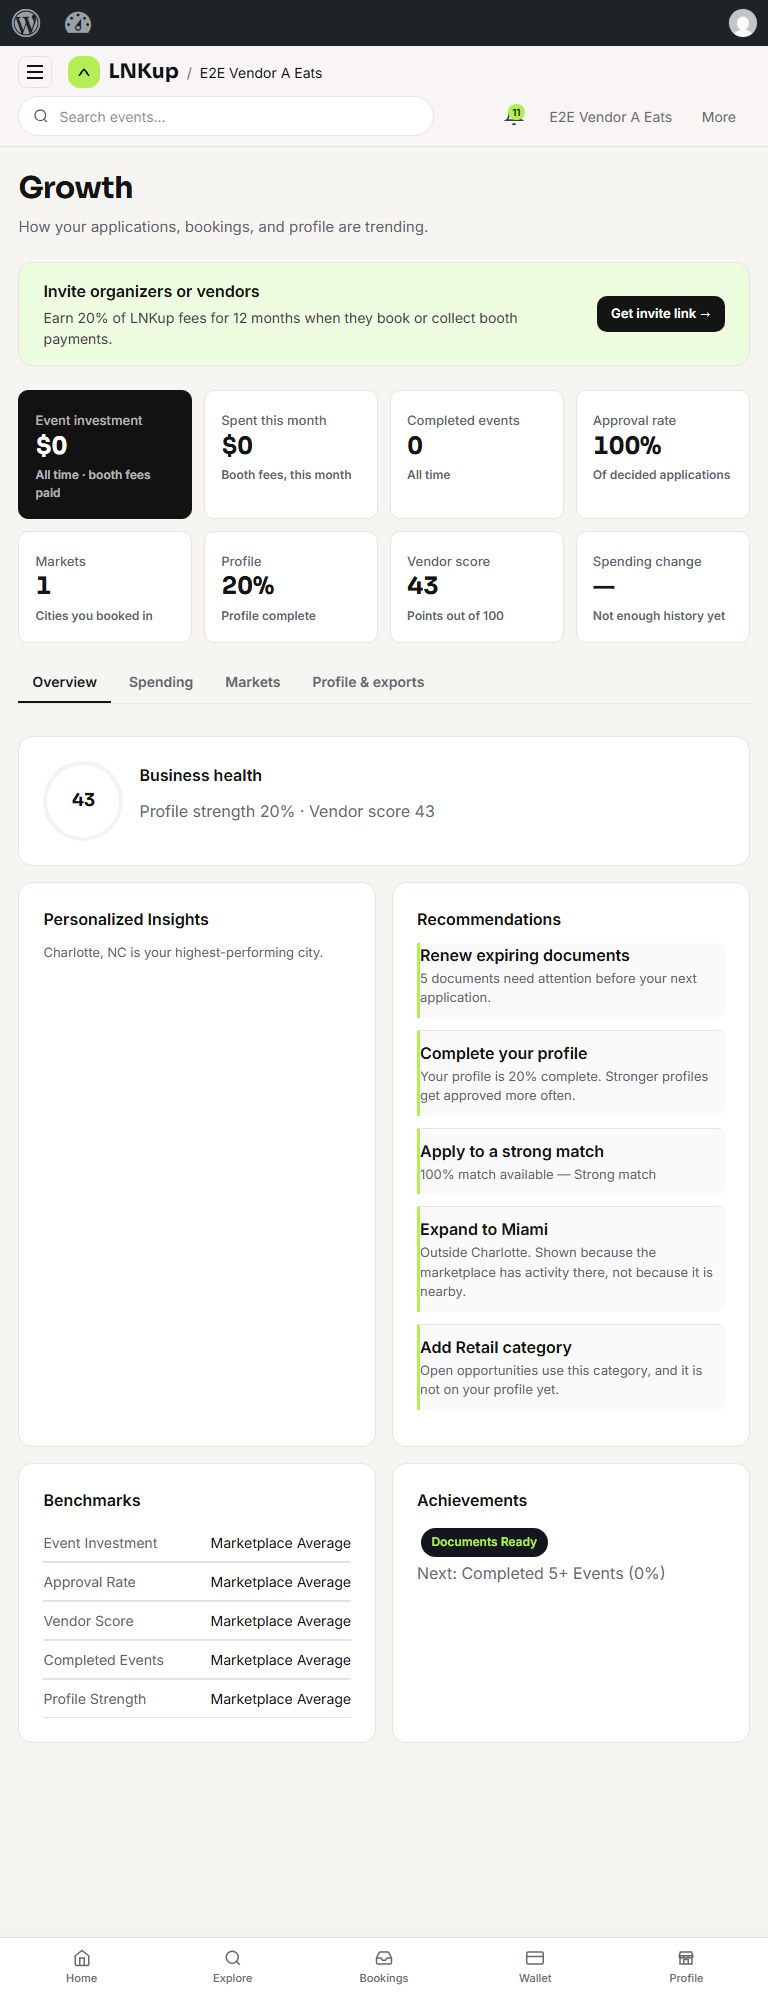 LNKup / E2E Vendor A Eats
Search events...
11
E2E Vendor A Eats
More
Growth
How your applications, bookings, and profile are trending.
Invite organizers or vendors
Earn 20% of LNKup fees for 12 months when they book or collect booth
payments.
Get invite link →
Event investment
$0
All time · booth fees
paid
Spent this month
$0
Booth fees, this month
Completed events
0
All time
Approval rate
100%
Of decided applications
Markets
1
Cities you booked in
Profile
20%
Profile complete
Vendor score
43
Points out of 100
Spending change
—
Not enough history yet
Overview
Spending
Markets
Profile & exports
43
Business health
Profile strength 20% · Vendor score 43
Personalized Insights
Charlotte, NC is your highest-performing city.
Recommendations
Renew expiring documents
5 documents need attention before your next
application.
Complete your profile
Your profile is 20% complete. Stronger profiles
get approved more often.
Apply to a strong match
100% match available — Strong match
Expand to Miami
Outside Charlotte. Shown because the
marketplace has activity there, not because it is
nearby.
Add Retail category
Open opportunities use this category, and it is
not on your profile yet.
Benchmarks
Event Investment Marketplace Average
Approval Rate Marketplace Average
Vendor Score Marketplace Average
Completed Events Marketplace Average
Profile Strength Marketplace Average
Achievements
Documents Ready
Next: Completed 5+ Events (0%)
Home
Explore
Bookings
Wallet
Profile